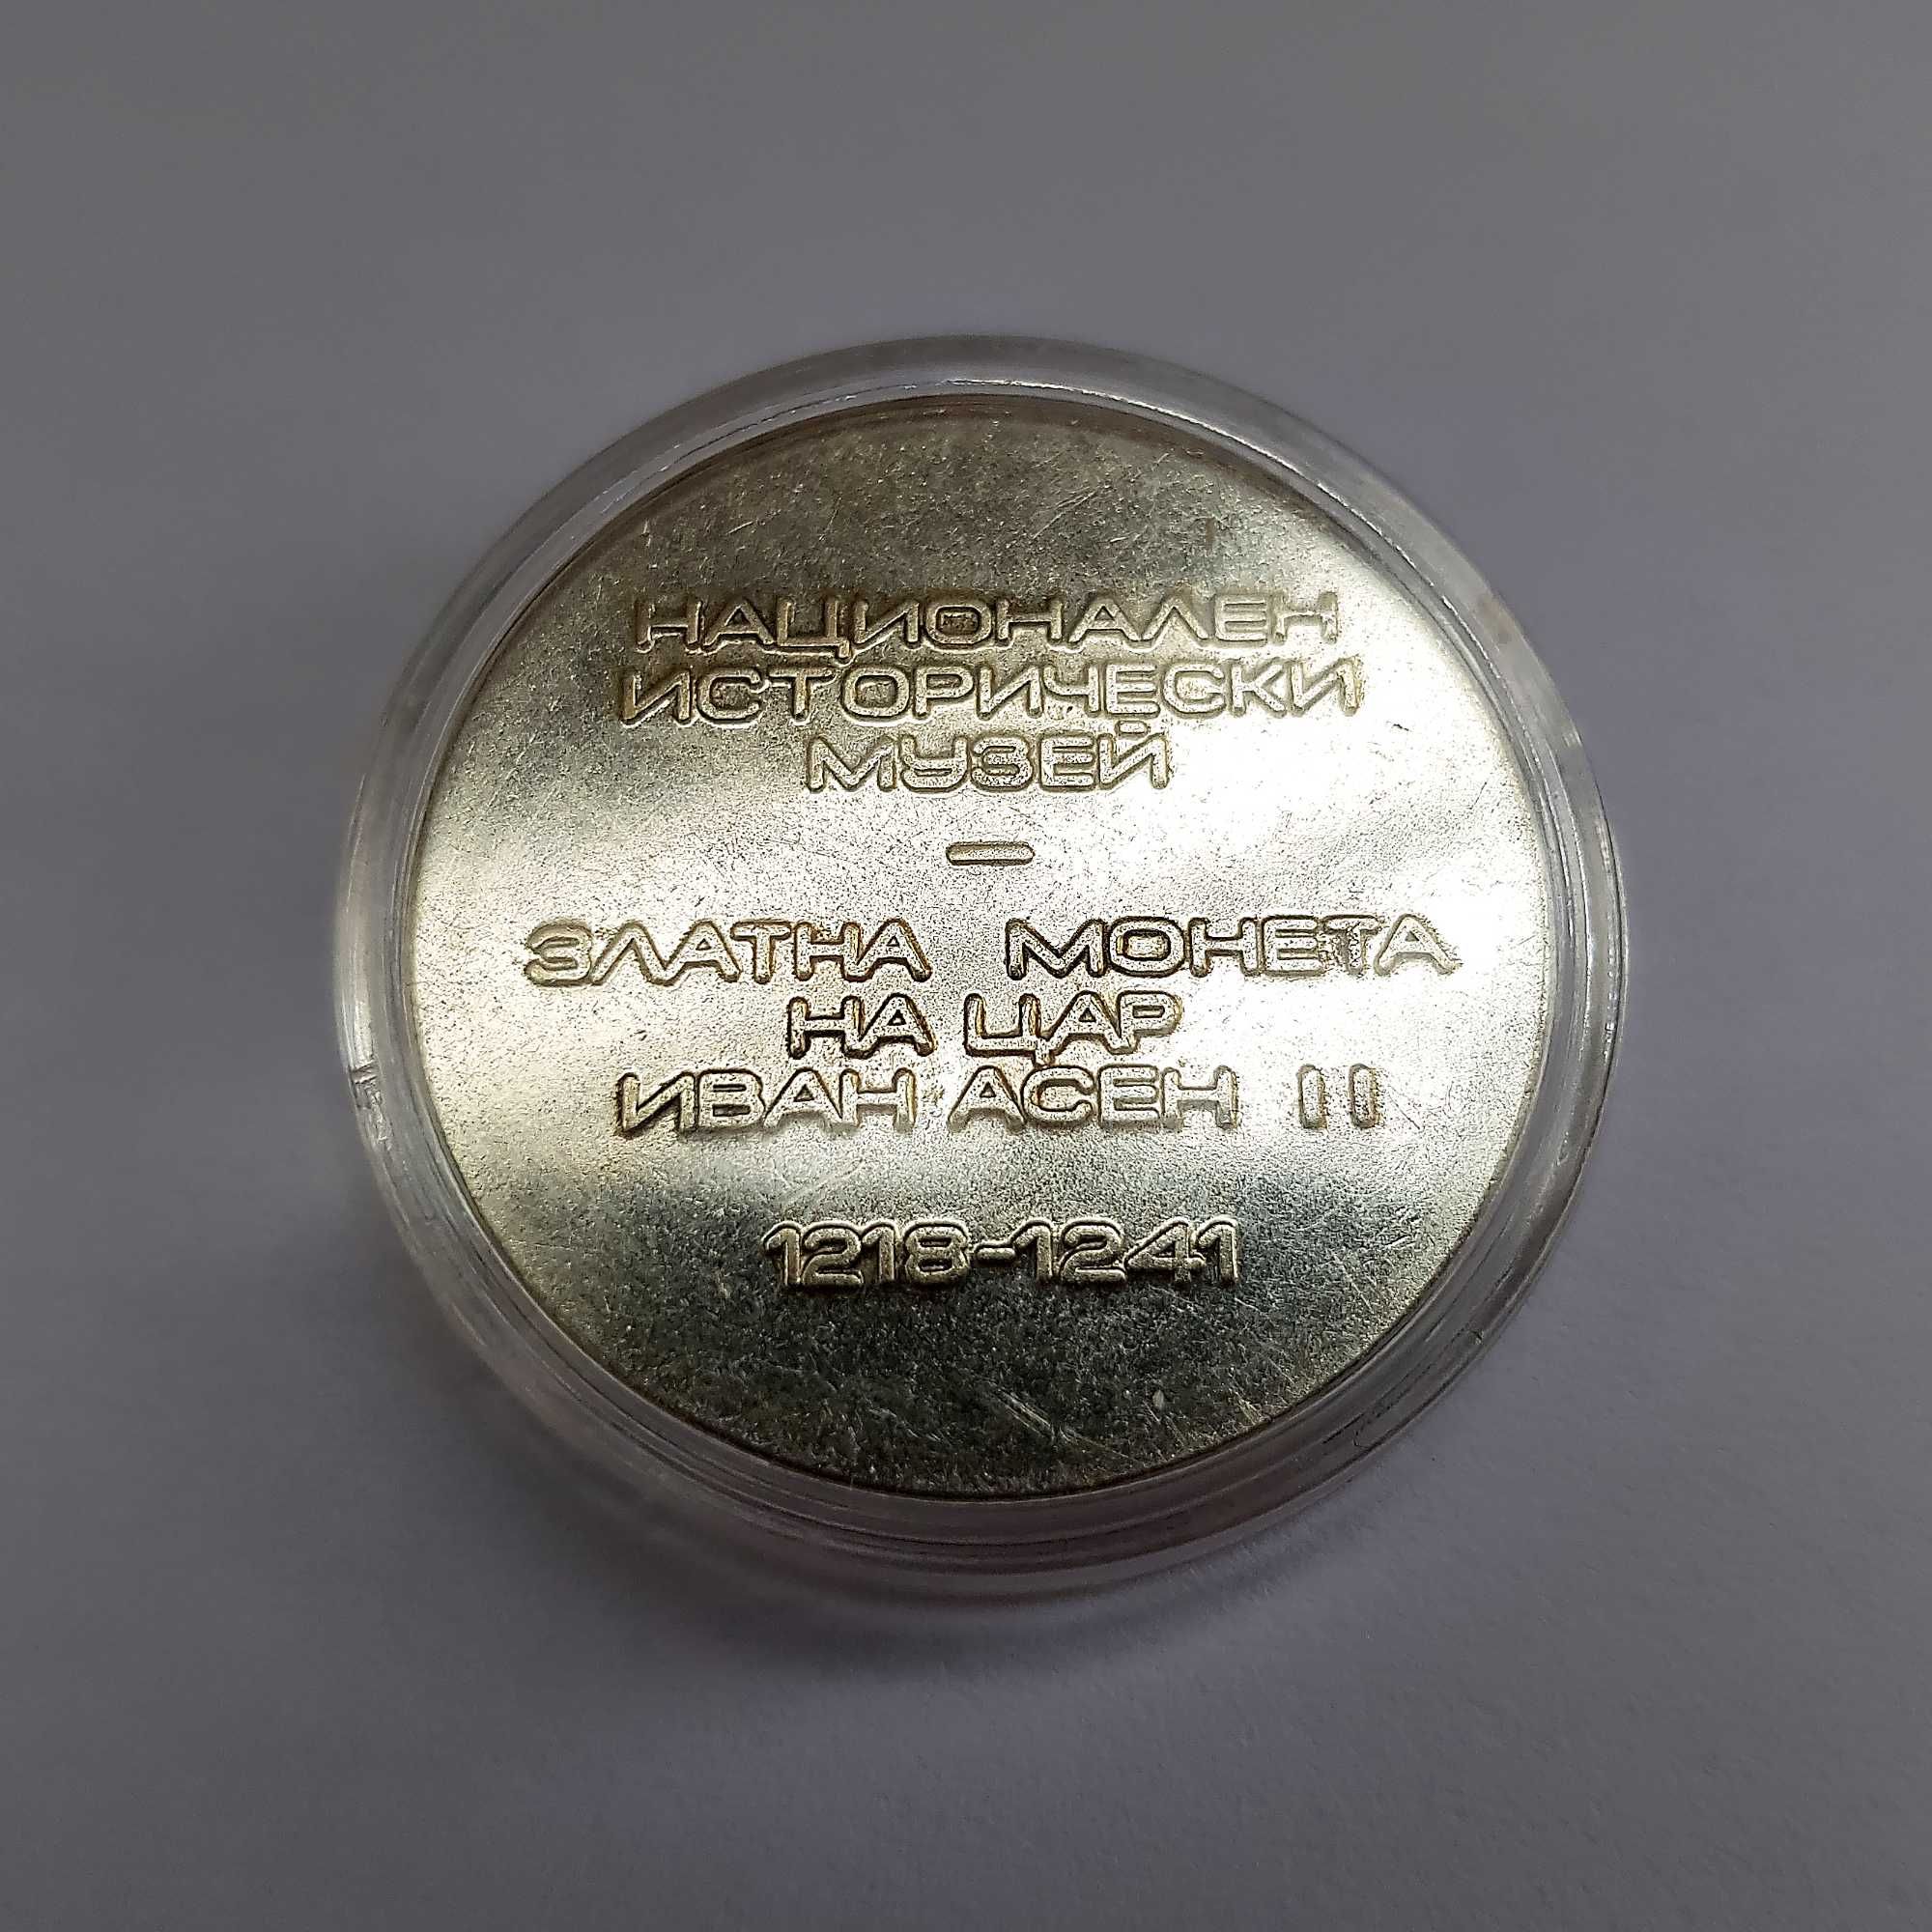 НАЦИОНАЛЕН
ИСТОРИЧЕСКИ
МУЗЕЙ
–
ЗЛАТНА МОНЕТА
НА ЦАР
ИВАН АСЕН II
1218-1241